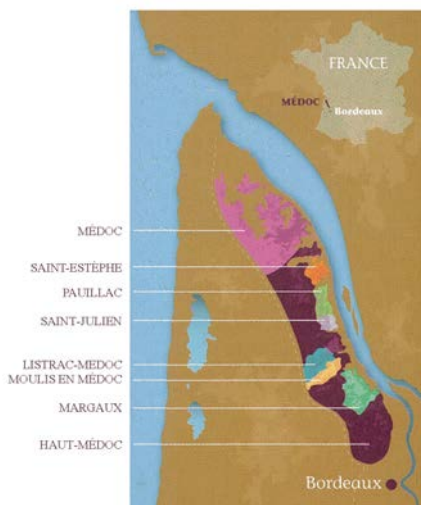 FRANCE
MÉDOC
Bordeaux
MÉDOC
SAINT-ESTÈPHE
PAUILLAC
SAINT-JULIEN
LISTRAC-MEDOC
MOULIS EN MÉDOC
MARGAUX
HAUT-MÉDOC
Bordeaux